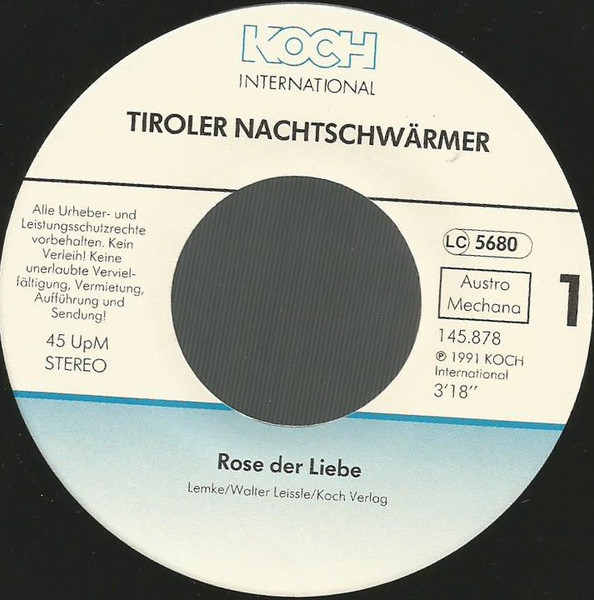 KOCH
INTERNATIONAL
TIROLER NACHTSCHWÄRMER
Alle Urheber- und
Leistungsschutzrechte
vorbehalten. Kein
Verleih! Keine
unerlaubte Verviel-
fältigung, Vermietung,
Aufführung und
Sendung!
45 UpM
STEREO
LC 5680
Austro
Mechana
1
145.878
℗ 1991 KOCH
International
3'18''
Rose der Liebe
Lemke/Walter Leissle/Koch Verlag